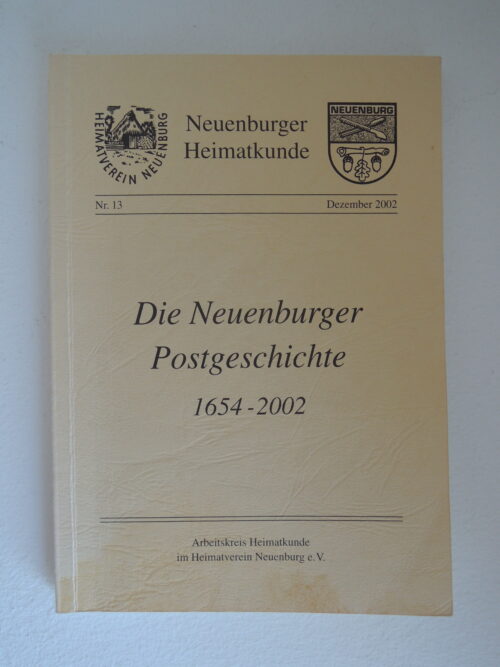 HEIMATVEREIN NEUENBURG
Neuenburger
Heimatkunde
NEUENBURG
Nr. 13
Dezember 2002
Die Neuenburger
Postgeschichte
1654 - 2002
Arbeitskreis Heimatkunde
im Heimatverein Neuenburg e.V.